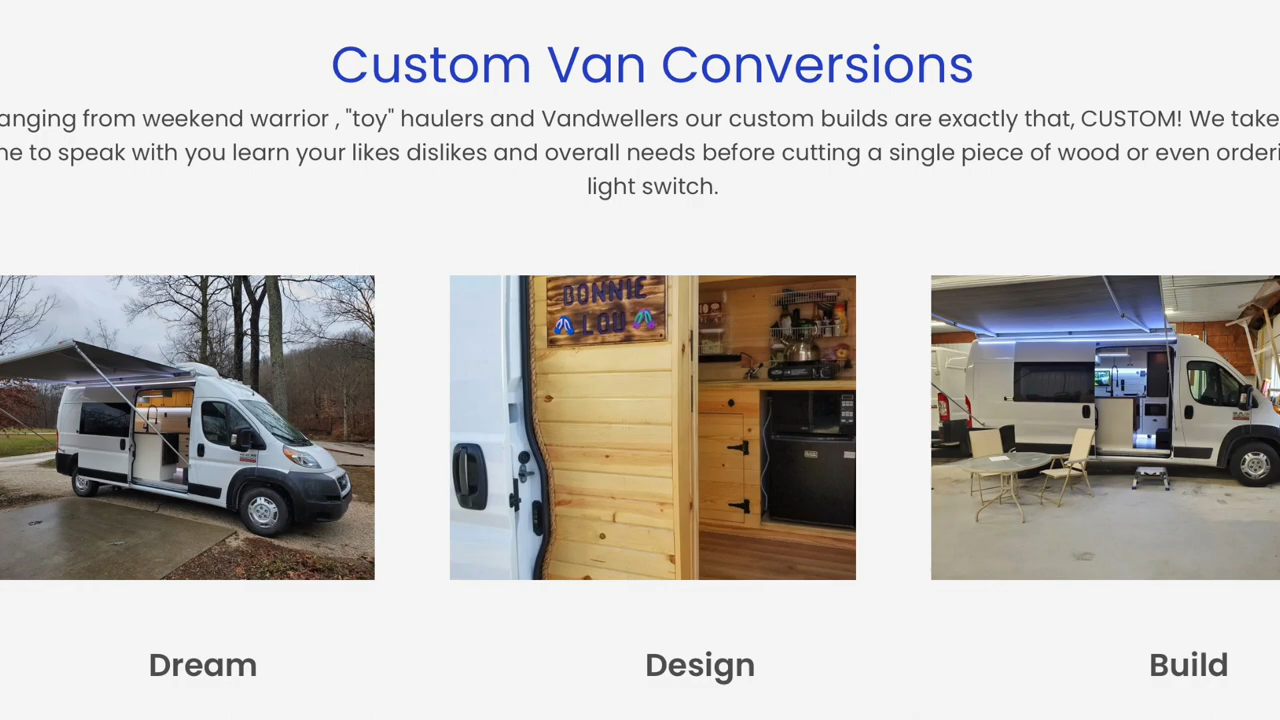 Custom Van Conversions
anging from weekend warrior , "toy" haulers and Vandwellers our custom builds are exactly that, CUSTOM! We take
ne to speak with you learn your likes dislikes and overall needs before cutting a single piece of wood or even orderi
light switch.
BONNIE
LOU
Dream
Design
Build